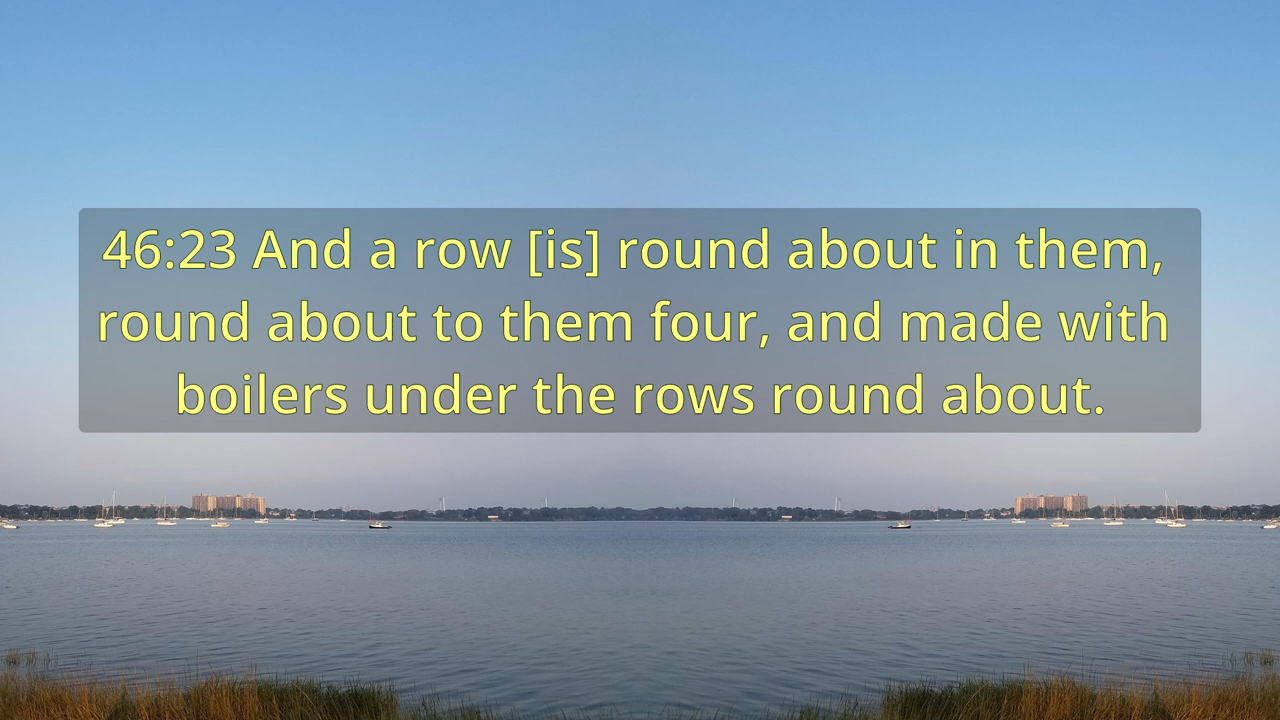 46:23 And a row [is] round about in them,
round about to them four, and made with
boilers under the rows round about.